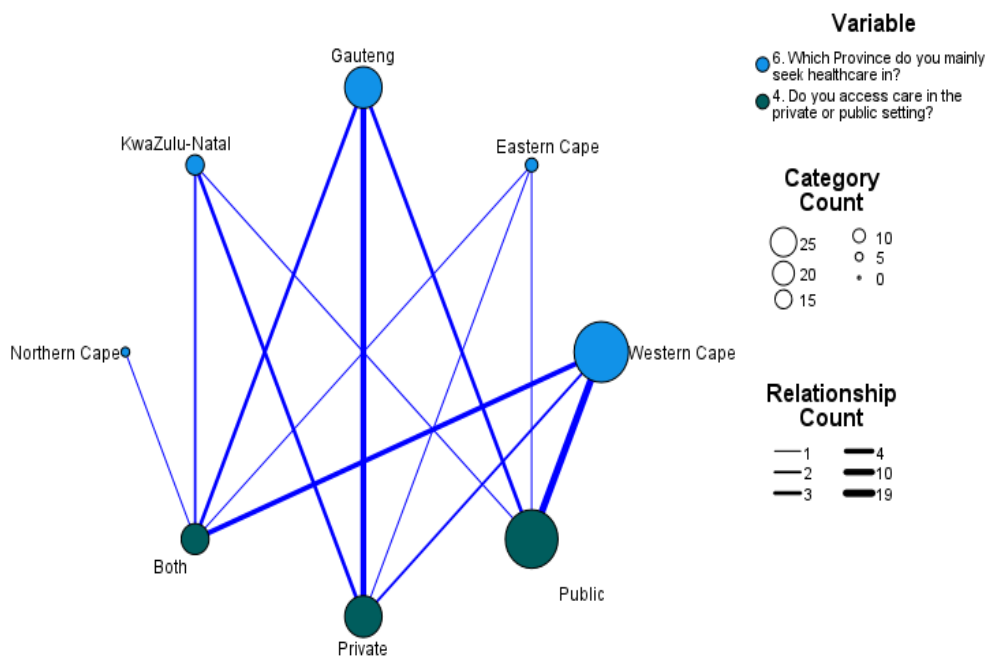 Variable
6. Which Province do you mainly
seek healthcare in?
4. Do you access care in the
private or public setting?
Gauteng
KwaZulu-Natal
Eastern Cape
Northern Cape
Western Cape
Both
Public
Private
Category
Count
25
10
20
5
15
0
Relationship
Count
1
4
2
10
3
19